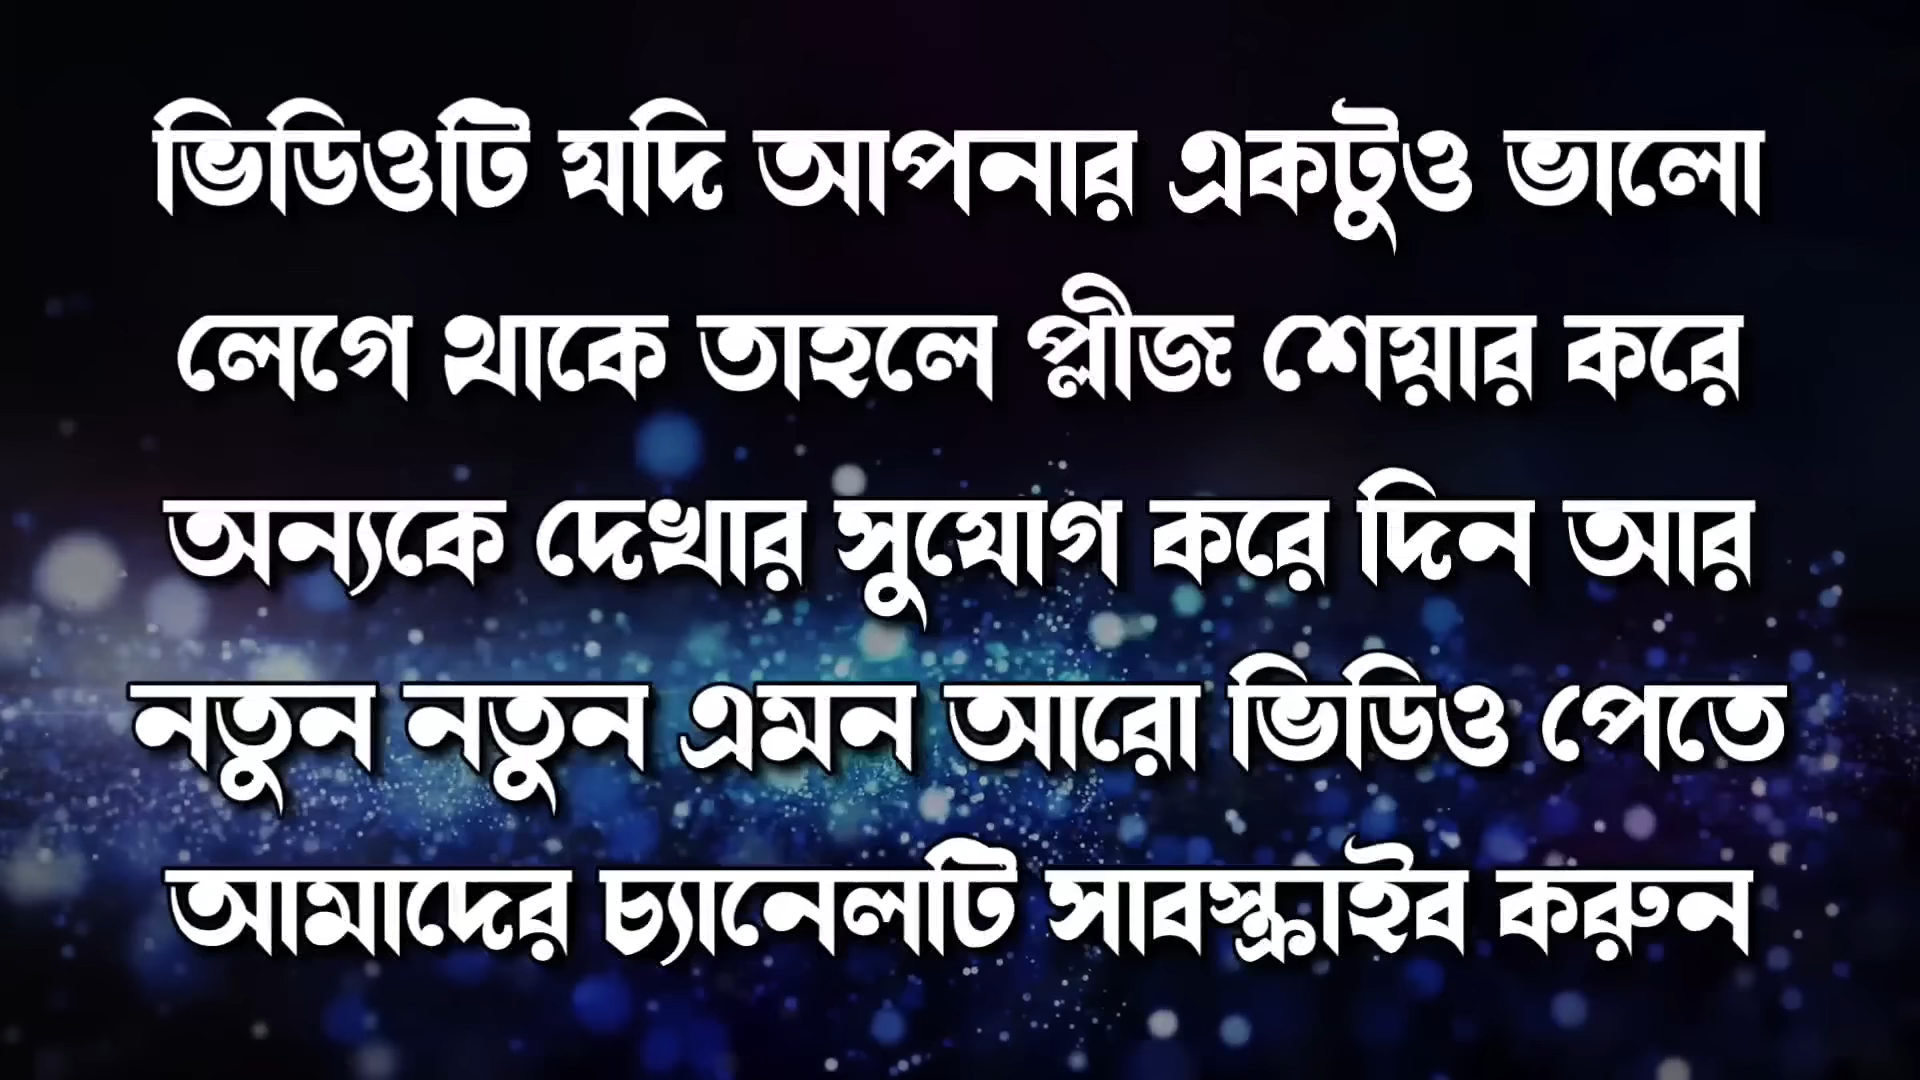 ভিডিওটি যদি আপনার একটুও ভালো
লেগে থাকে তাহলে প্লীজ শেয়ার করে
অন্যকে দেখার সুযোগ করে দিন আর
নতুন নতুন এমন আরো ভিডিও পেতে
আমাদের চ্যানেলটি সাবস্ক্রাইব করুন